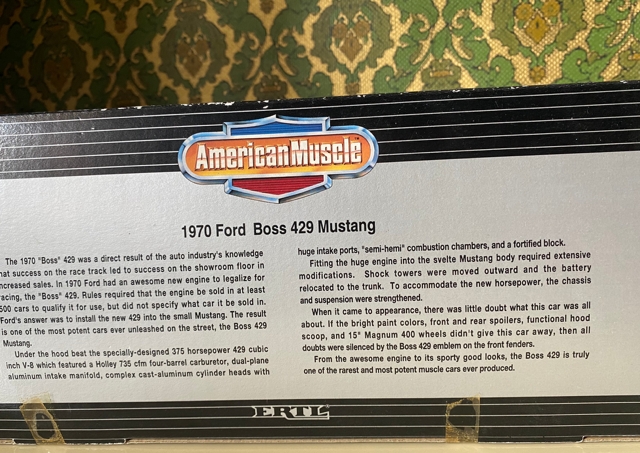 American Muscle
1970 Ford Boss 429 Mustang
The 1970 "Boss" 429 was a direct result of the auto industry's knowledge
that success on the race track led to success on the showroom floor in
increased sales. In 1970 Ford had an awesome new engine to legalize for
racing, the "Boss" 429. Rules required that the engine be sold in at least
500 cars to qualify it for use, but did not specify what car it be sold in.
Ford's answer was to install the new 429 into the small Mustang. The result
is one of the most potent cars ever unleashed on the street, the Boss 429
Mustang.
Under the hood beat the specially-designed 375 horsepower 429 cubic
inch V-8 which featured a Holley 735 cfm four-barrel carburetor, dual-plane
aluminum intake manifold, complex cast-aluminum cylinder heads with
huge intake ports, "semi-hemi" combustion chambers, and a fortified block.
Fitting the huge engine into the svelte Mustang body required extensive
modifications. Shock towers were moved outward and the battery
relocated to the trunk. To accommodate the new horsepower, the chassis
and suspension were strengthened.
When it came to appearance, there was little doubt what this car was all
about. If the bright paint colors, front and rear spoilers, functional hood
scoop, and 15" Magnum 400 wheels didn't give this car away, then all
doubts were silenced by the Boss 429 emblem on the front fenders.
From the awesome engine to its sporty good looks, the Boss 429 is truly
one of the rarest and most potent muscle cars ever produced.
ERTL